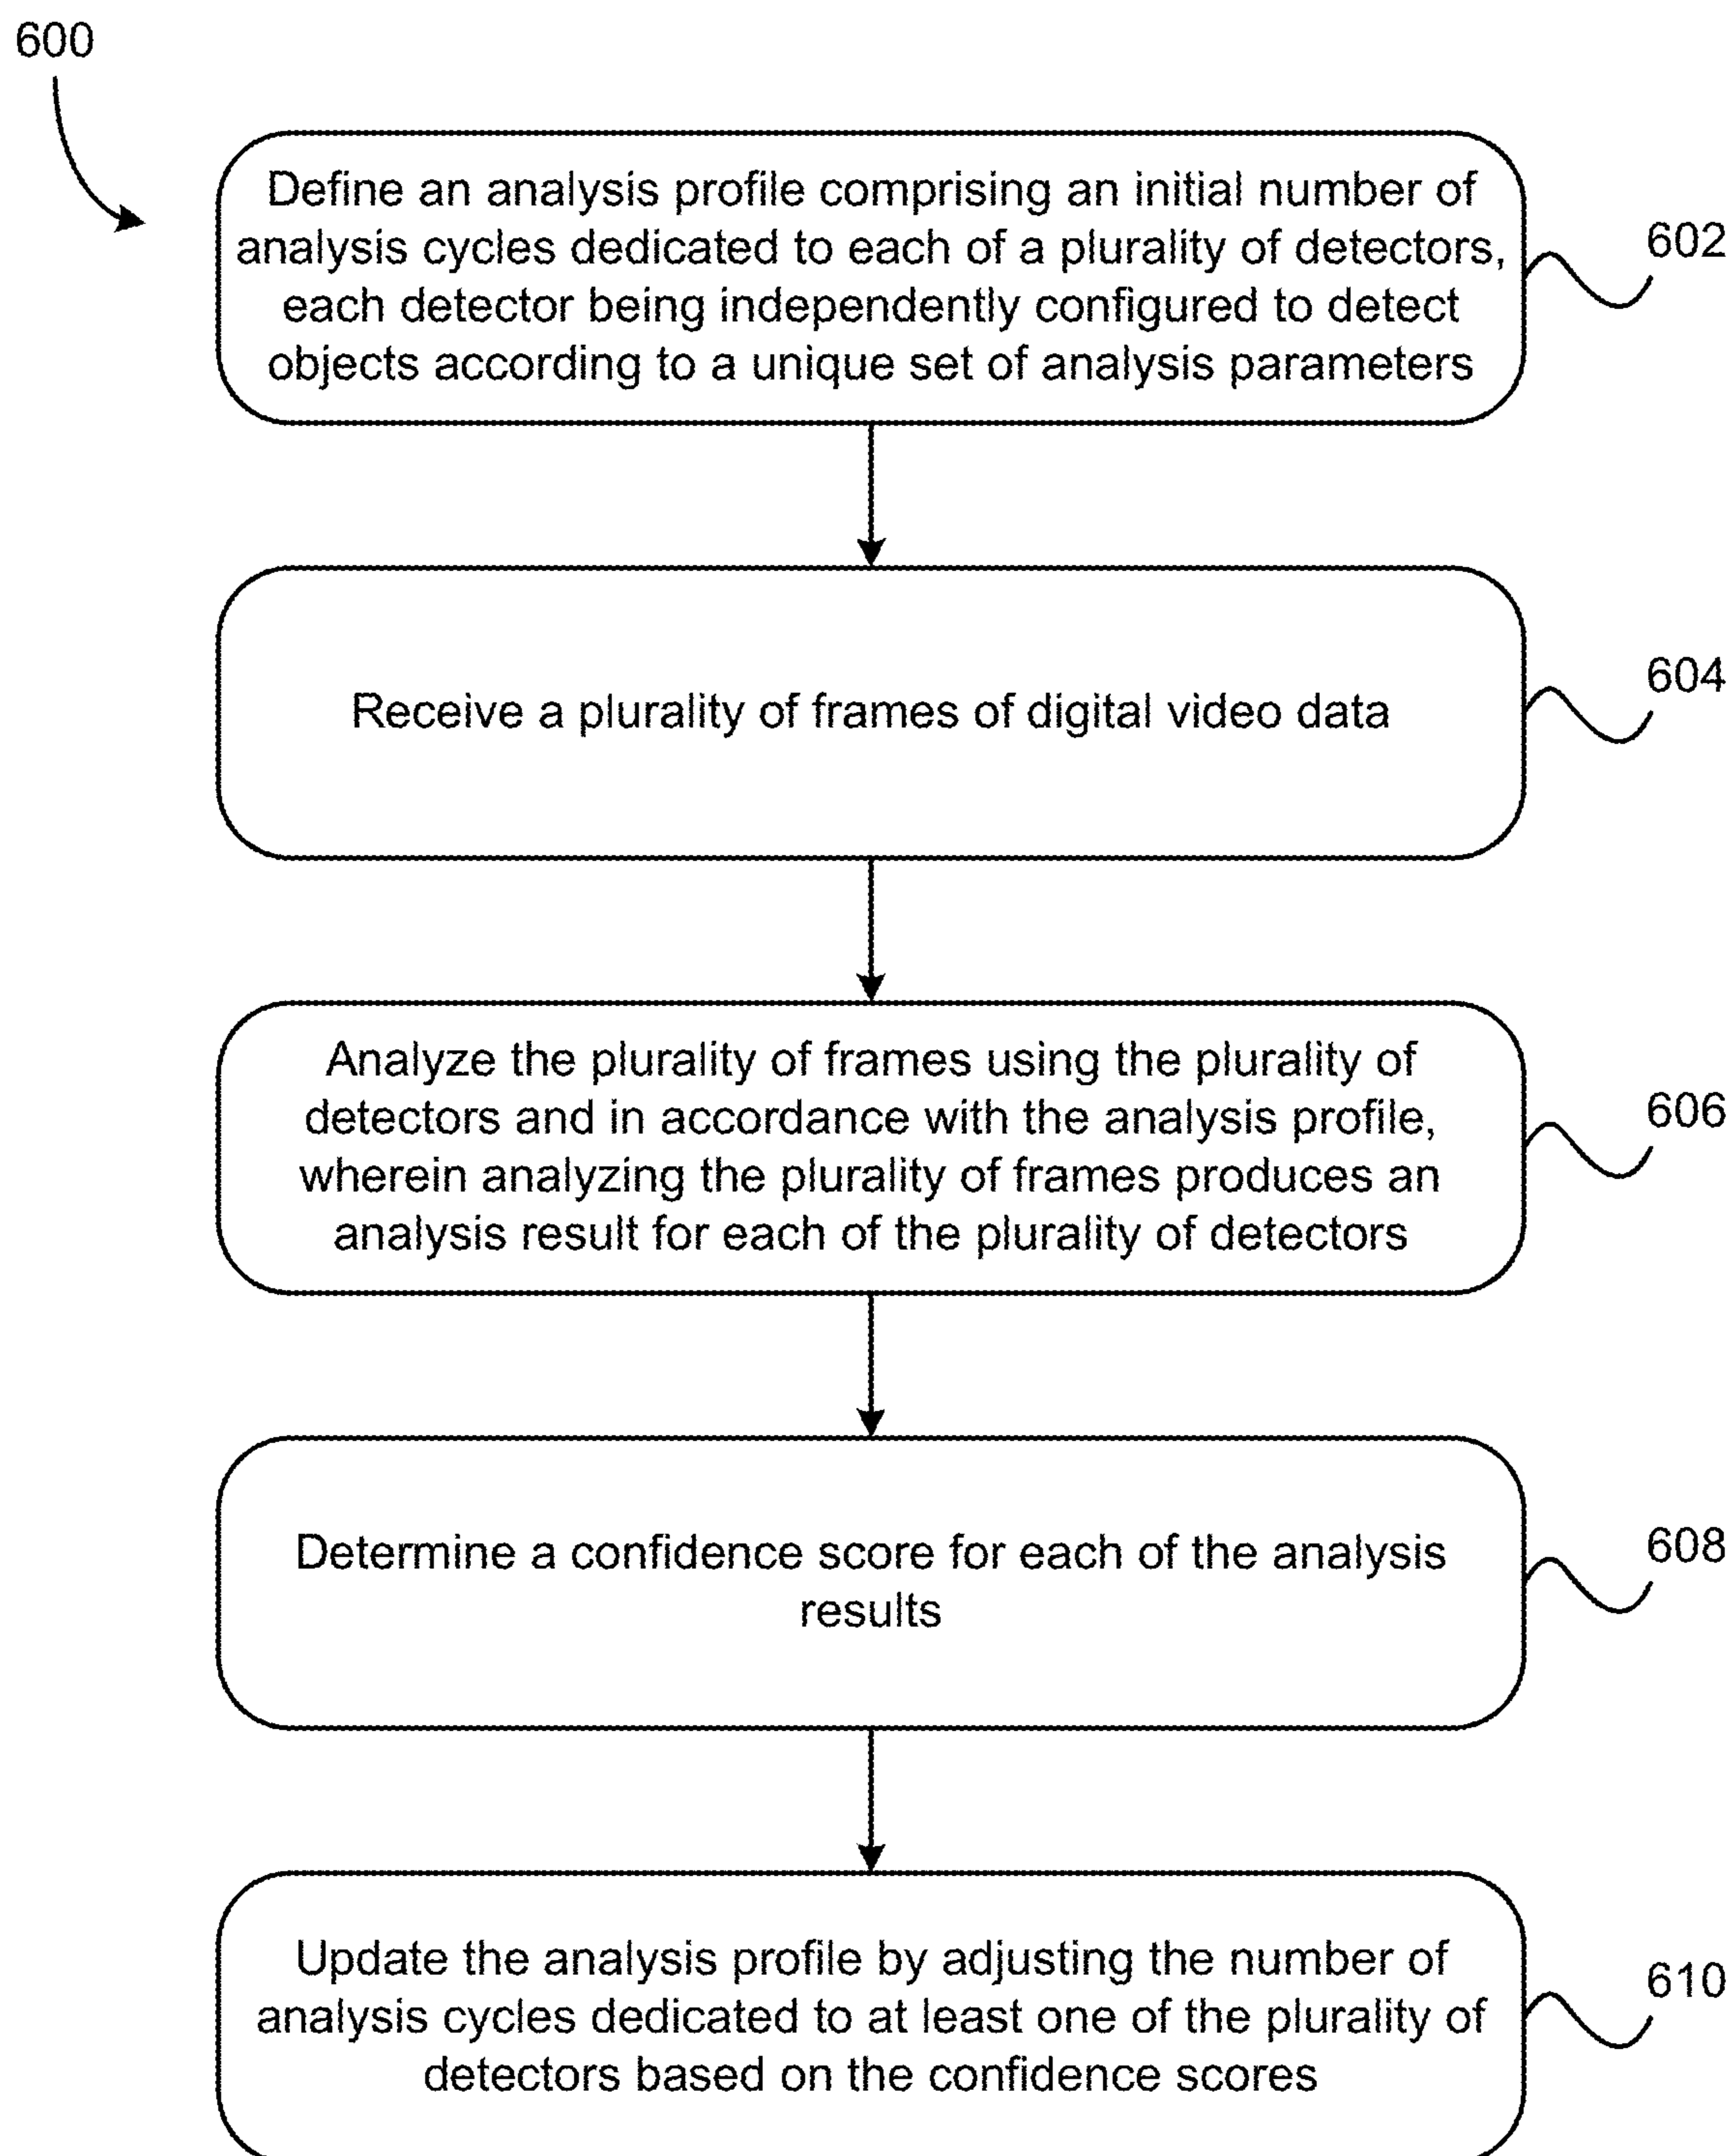 600
Define an analysis profile comprising an initial number of
analysis cycles dedicated to each of a plurality of detectors,
each detector being independently configured to detect
objects according to a unique set of analysis parameters
602
Receive a plurality of frames of digital video data
604
Analyze the plurality of frames using the plurality of
detectors and in accordance with the analysis profile,
wherein analyzing the plurality of frames produces an
analysis result for each of the plurality of detectors
606
Determine a confidence score for each of the analysis
results
608
Update the analysis profile by adjusting the number of
analysis cycles dedicated to at least one of the plurality of
detectors based on the confidence scores
610